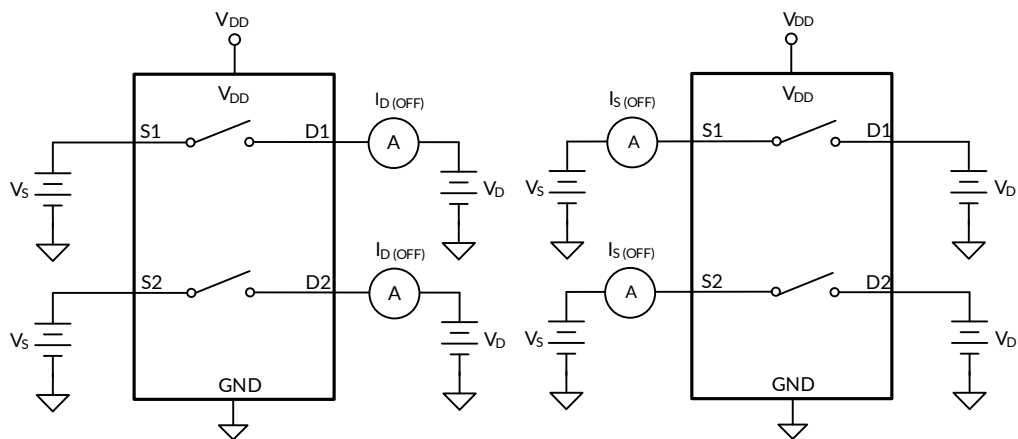 VDD
VDD
S1 D1
ID (OFF)
A
VS
VD
S2 D2
ID (OFF)
A
VS
VD
GND
VDD
VDD
IS (OFF)
A
S1 D1
VS
VD
IS (OFF)
A
S2 D2
VS
VD
GND